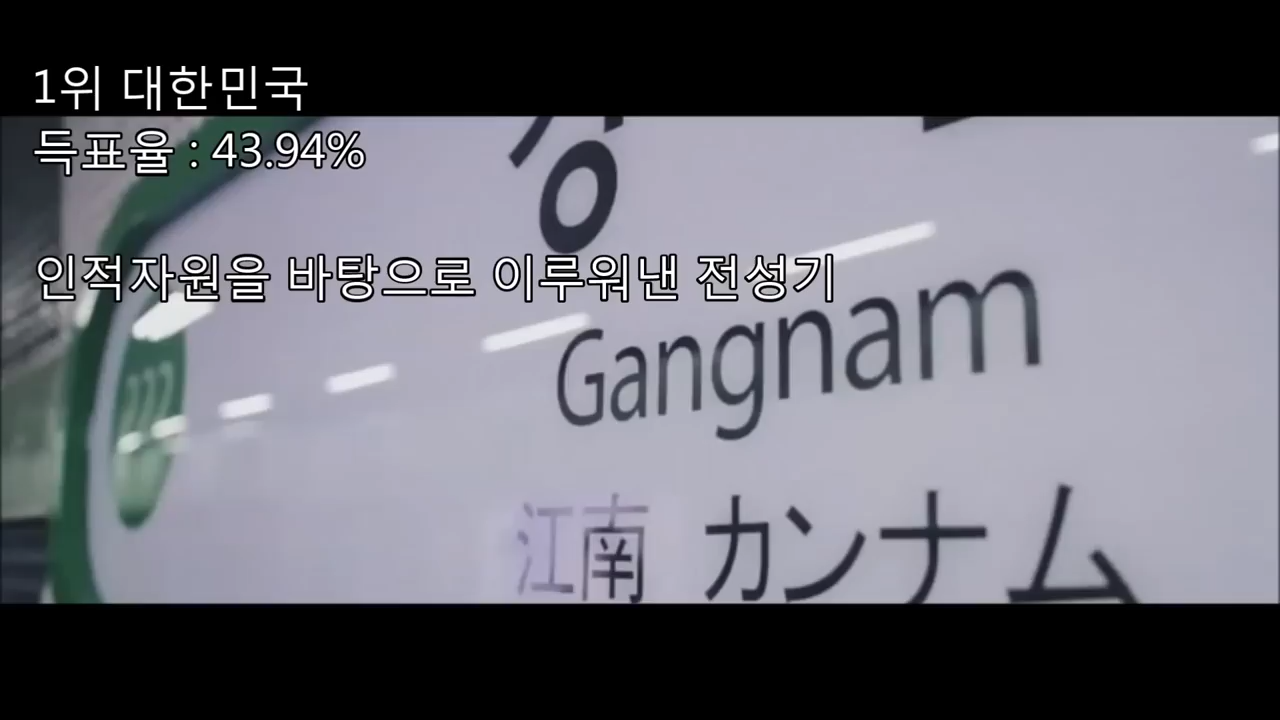 1위 대한민국
득표율 : 43.94%
인적자원을 바탕으로 이루워낸 전성기
Gangnam
222
江南 カンナム